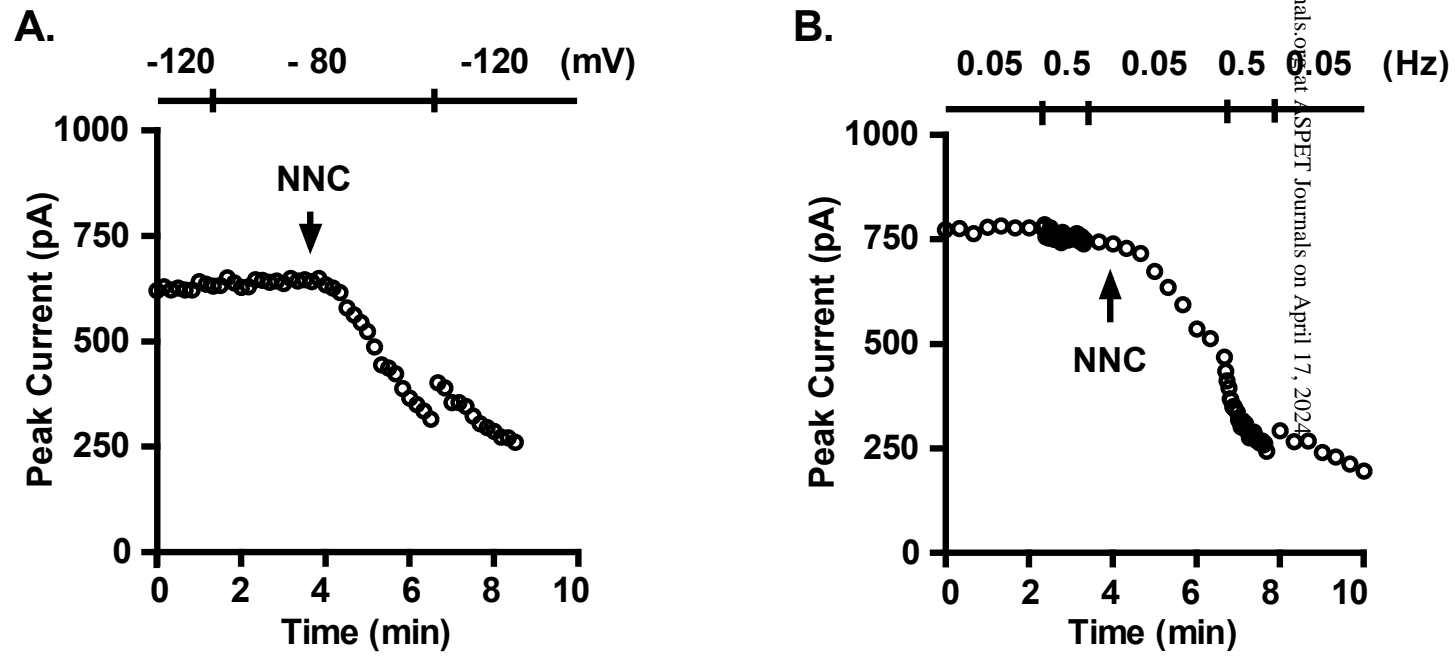 A.
-120 - 80 -120 (mV)
1000
750
500
250
0
Peak Current (pA)
NNC
0 2 4 6 8 10
Time (min)
B.
0.05 0.5 0.05 0.5 0.05 (Hz)
1000
750
500
250
0
Peak Current (pA)
NNC
0 2 4 6 8 10
Time (min)
at ASPET Journals on April 17, 2024